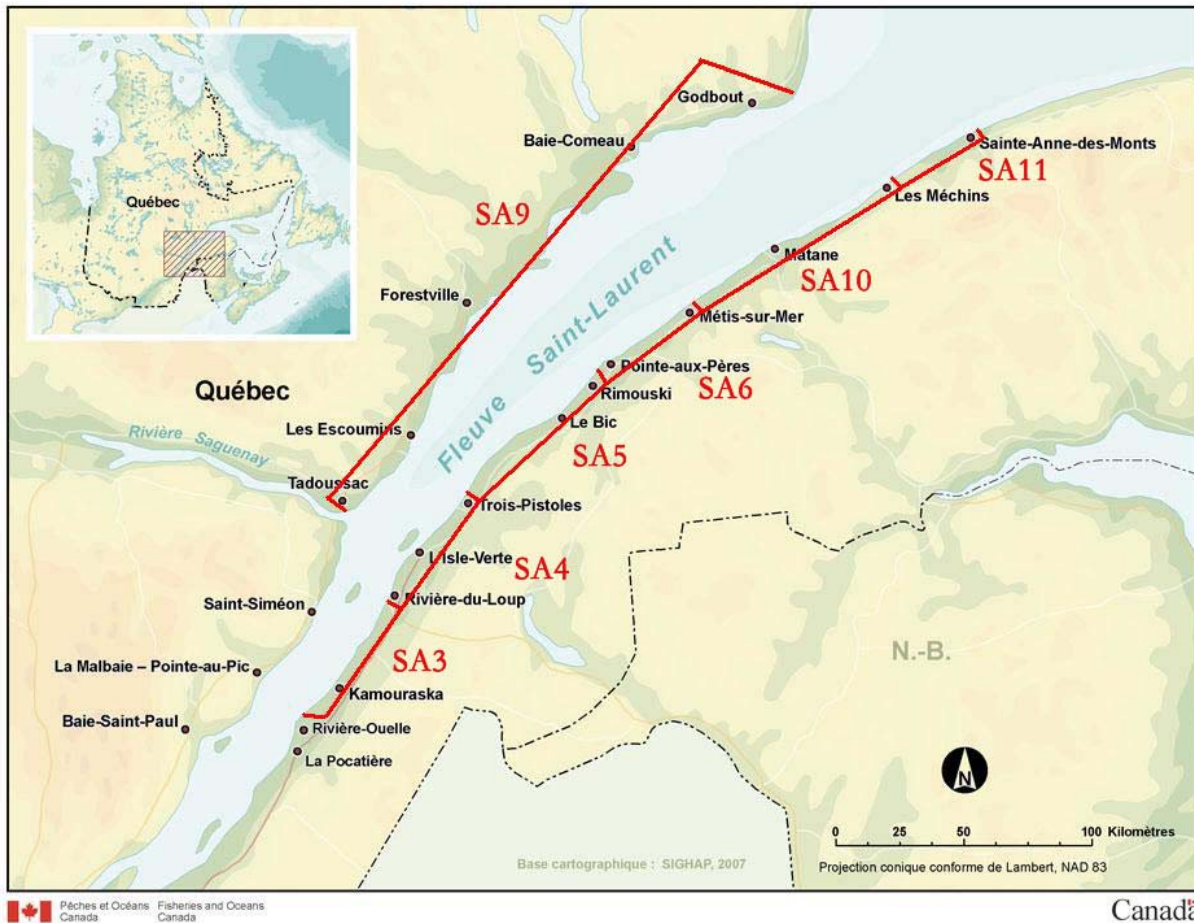 Québec
Godbout
Baie-Comeau
Sainte-Anne-des-Monts
SA11
Les Méchins
SA9
Matane
SA10
Forestville
Fleuve Saint-Laurent
Métis-sur-Mer
Pointe-aux-Pères
SA6
Rimouski
Québec
Le Bic
Les Escoumins
Rivière Saguenay
SA5
Tadoussac
Trois-Pistoles
L'Isle-Verte
SA4
Rivière-du-Loup
Saint-Siméon
N.-B.
SA3
La Malbaie – Pointe-au-Pic
Kamouraska
Baie-Saint-Paul
Rivière-Ouelle
La Pocatière
N
0 25 50 100 Kilomètres
Base cartographique : SIGHAP, 2007
Projection conique conforme de Lambert, NAD 83
Pêches et Océans Fisheries and Oceans
Canada Canada
Canada